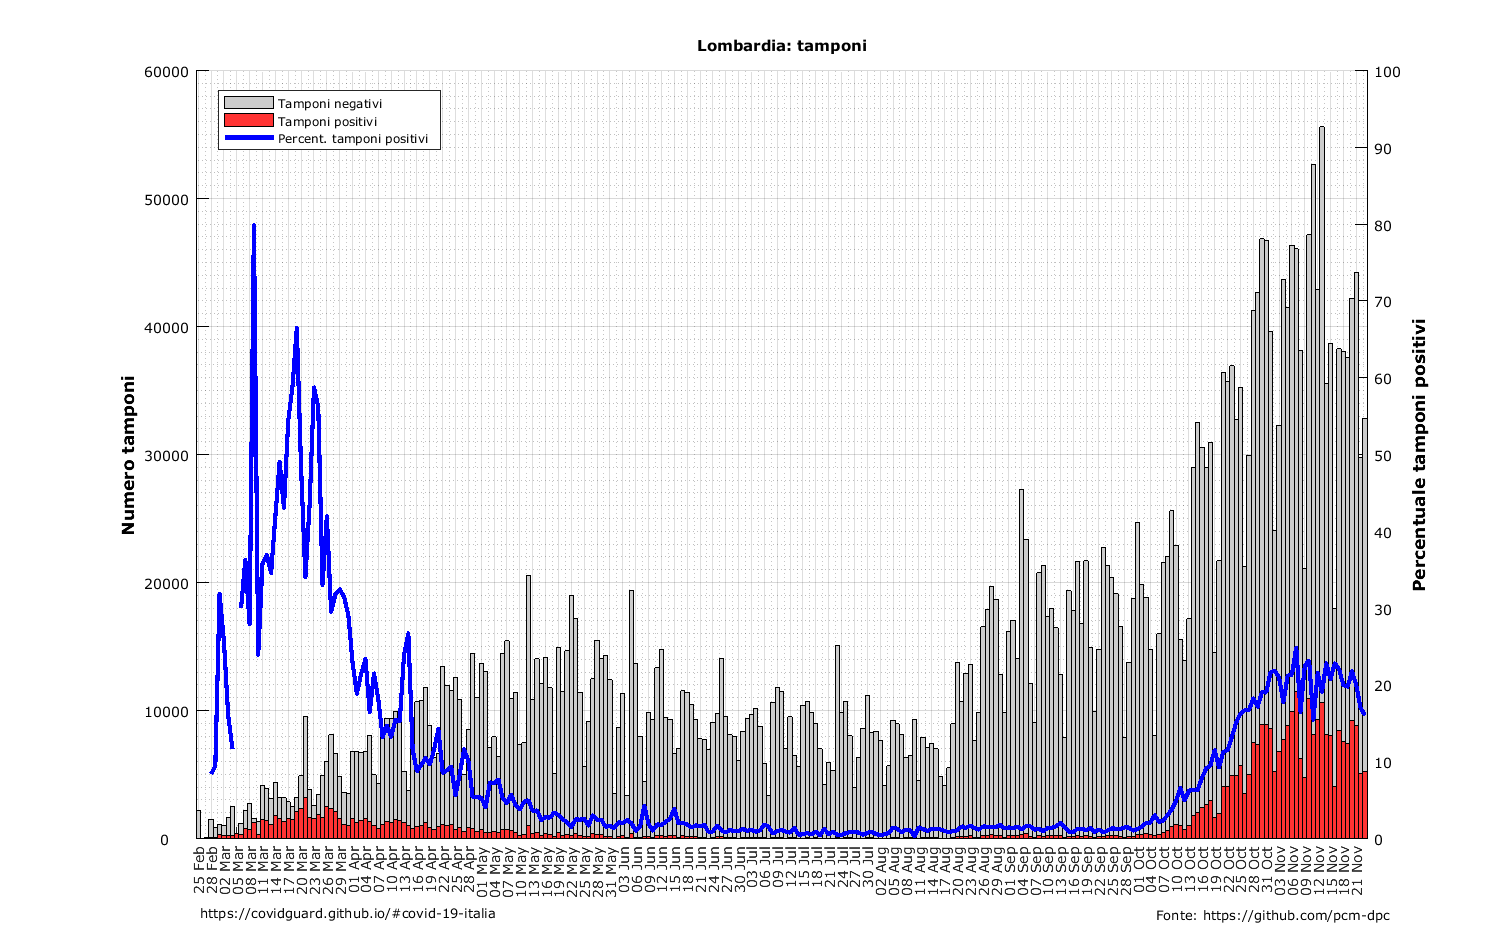 Lombardia: tamponi
60000
50000
40000
30000
20000
10000
0
100
90
80
70
60
50
40
30
20
10
0
Tamponi negativi
Tamponi positivi
Percent. tamponi positivi
Numero tamponi
Percentuale tamponi positivi
25 Feb
28 Feb
02 Mar
05 Mar
08 Mar
11 Mar
14 Mar
17 Mar
20 Mar
23 Mar
26 Mar
29 Mar
01 Apr
04 Apr
07 Apr
10 Apr
13 Apr
16 Apr
19 Apr
22 Apr
25 Apr
28 Apr
01 May
04 May
07 May
10 May
13 May
16 May
19 May
22 May
25 May
28 May
31 May
03 Jun
06 Jun
09 Jun
12 Jun
15 Jun
18 Jun
21 Jun
24 Jun
27 Jun
30 Jun
03 Jul
06 Jul
09 Jul
12 Jul
15 Jul
18 Jul
21 Jul
24 Jul
27 Jul
30 Jul
02 Aug
05 Aug
08 Aug
11 Aug
14 Aug
17 Aug
20 Aug
23 Aug
26 Aug
29 Aug
01 Sep
04 Sep
07 Sep
10 Sep
13 Sep
16 Sep
19 Sep
22 Sep
25 Sep
28 Sep
01 Oct
04 Oct
07 Oct
10 Oct
13 Oct
16 Oct
19 Oct
22 Oct
25 Oct
28 Oct
31 Oct
03 Nov
06 Nov
09 Nov
12 Nov
15 Nov
18 Nov
21 Nov
https://covidguard.github.io/#covid-19-italia
Fonte: https://github.com/pcm-dpc